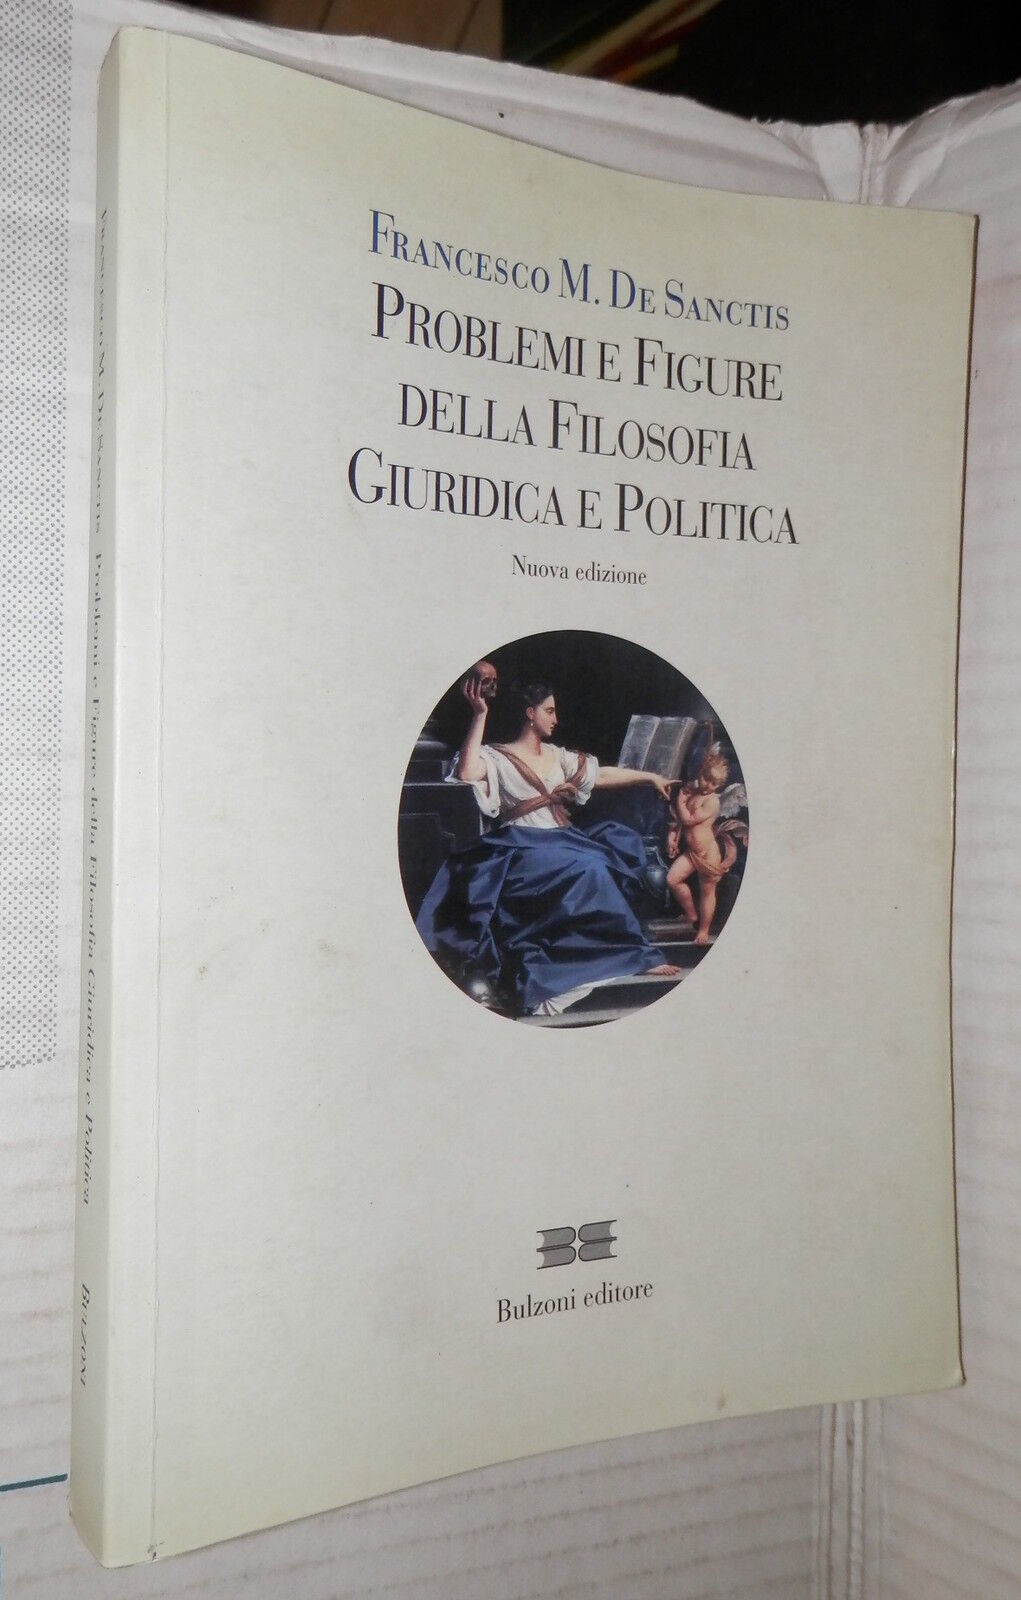 Francesco M. De Sanctis
Problemi e Figure
della Filosofia
Giuridica e Politica
Nuova edizione
Bulzoni editore
Francesco M. De Sanctis Problemi e Figure della Filosofia Giuridica e Politica Bulzoni